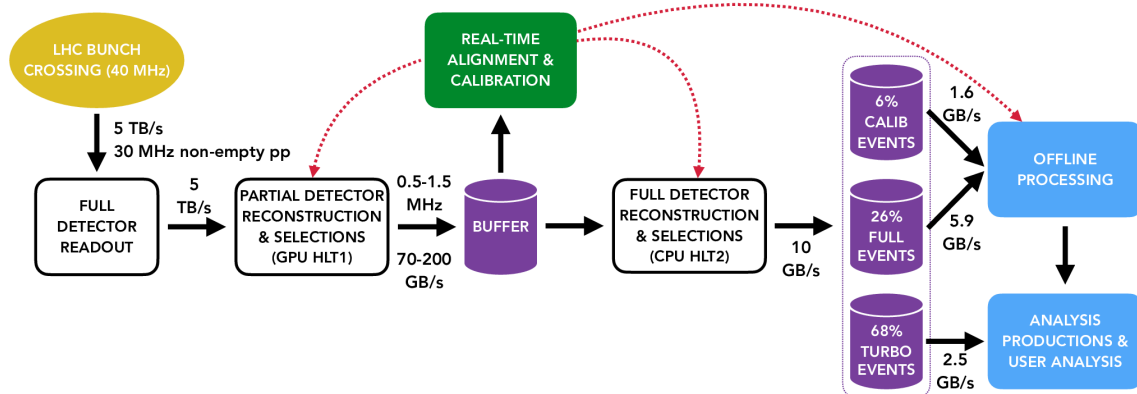 LHC BUNCH
CROSSING (40 MHz)
5 TB/s
30 MHz non-empty pp
FULL
DETECTOR
READOUT
5
TB/s
PARTIAL DETECTOR
RECONSTRUCTION
& SELECTIONS
(GPU HLT1)
0.5-1.5
MHz
70-200
GB/s
REAL-TIME
ALIGNMENT &
CALIBRATION
BUFFER
FULL DETECTOR
RECONSTRUCTION
& SELECTIONS
(CPU HLT2)
10
GB/s
6%
CALIB
EVENTS
1.6
GB/s
26%
FULL
EVENTS
5.9
GB/s
68%
TURBO
EVENTS
2.5
GB/s
OFFLINE
PROCESSING
ANALYSIS
PRODUCTIONS &
USER ANALYSIS